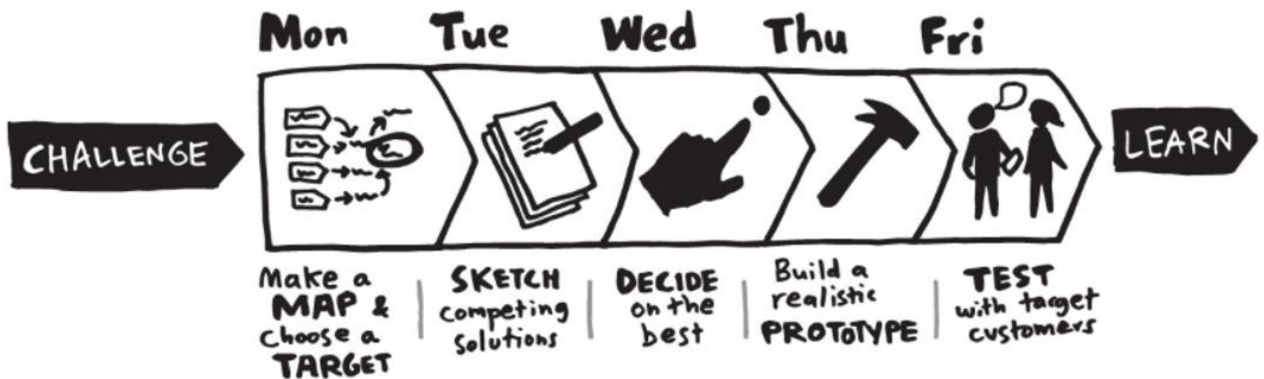 Mon Tue Wed Thu Fri
CHALLENGE
LEARN
Make a
MAP &
choose a
TARGET
SKETCH
competing
solutions
DECIDE
on the
best
Build a
realistic
PROTOTYPE
TEST
with target
customers